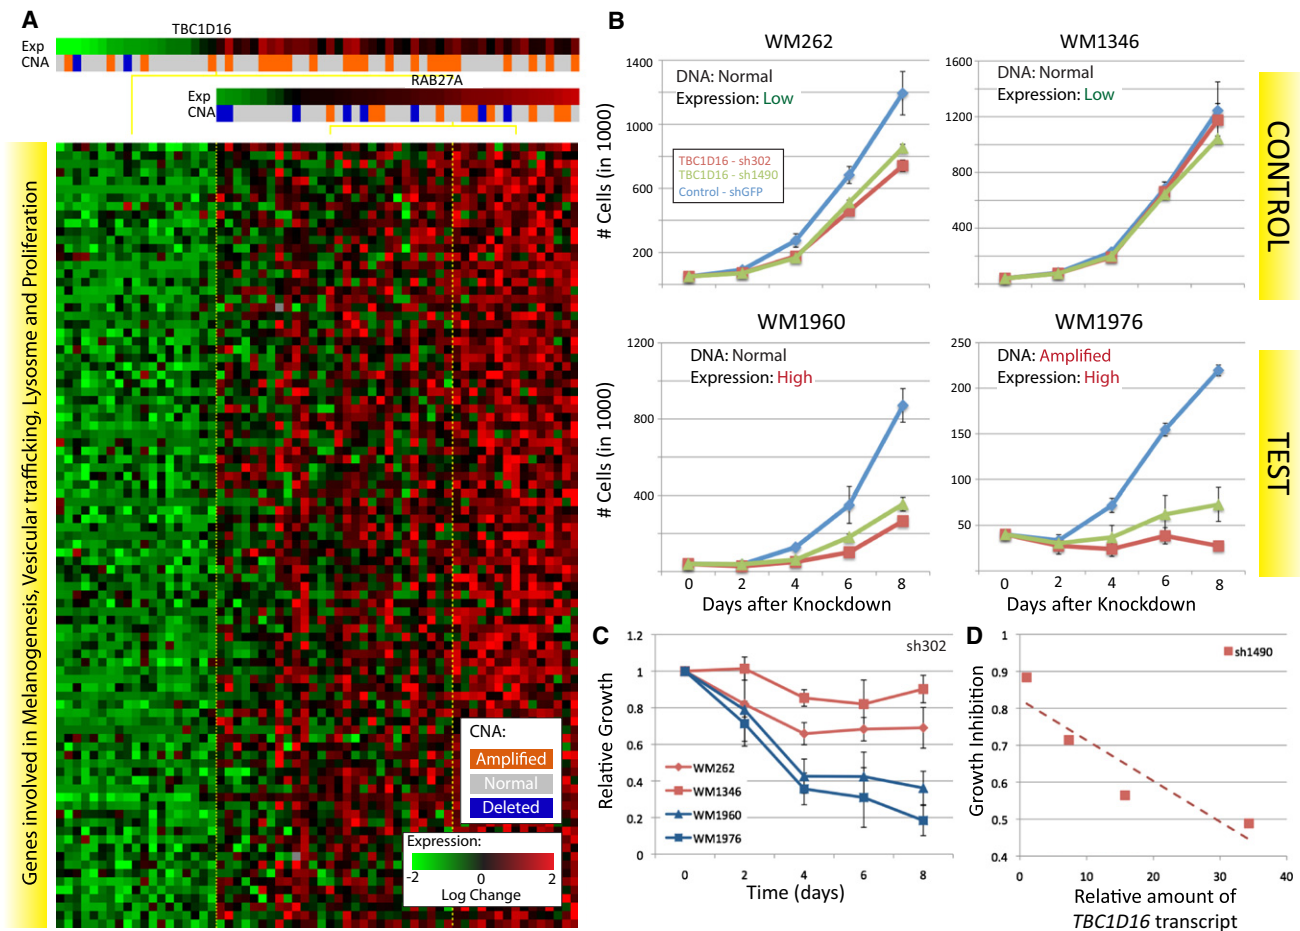 A
TBC1D16
Exp
CNA
RAB27A
Exp
CNA
Genes involved in Melanogenesis, Vesicular trafficking, Lysosme and Proliferation
CNA:
Amplified
Normal
Deleted
Expression:
-2
0
2
Log Change
B
WM262
1400
1000
600
200
# Cells (in 1000)
DNA: Normal
Expression: Low
TBC1D16 - sh302
TBC1D16 - sh1490
Control - shGFP
WM1346
1600
1200
800
400
DNA: Normal
Expression: Low
CONTROL
WM1960
1200
800
400
# Cells (in 1000)
DNA: Normal
Expression: High
0 2 4 6 8
Days after Knockdown
WM1976
250
200
150
100
50
DNA: Amplified
Expression: High
0 2 4 6 8
Days after Knockdown
TEST
C
sh302
1.2
1
0.8
0.6
0.4
0.2
0
Relative Growth
WM262
WM1346
WM1960
WM1976
0 2 4 6 8
Time (days)
D
sh1490
1
0.9
0.8
0.7
0.6
0.5
0.4
Growth Inhibition
0 10 20 30 40
Relative amount of
TBC1D16 transcript